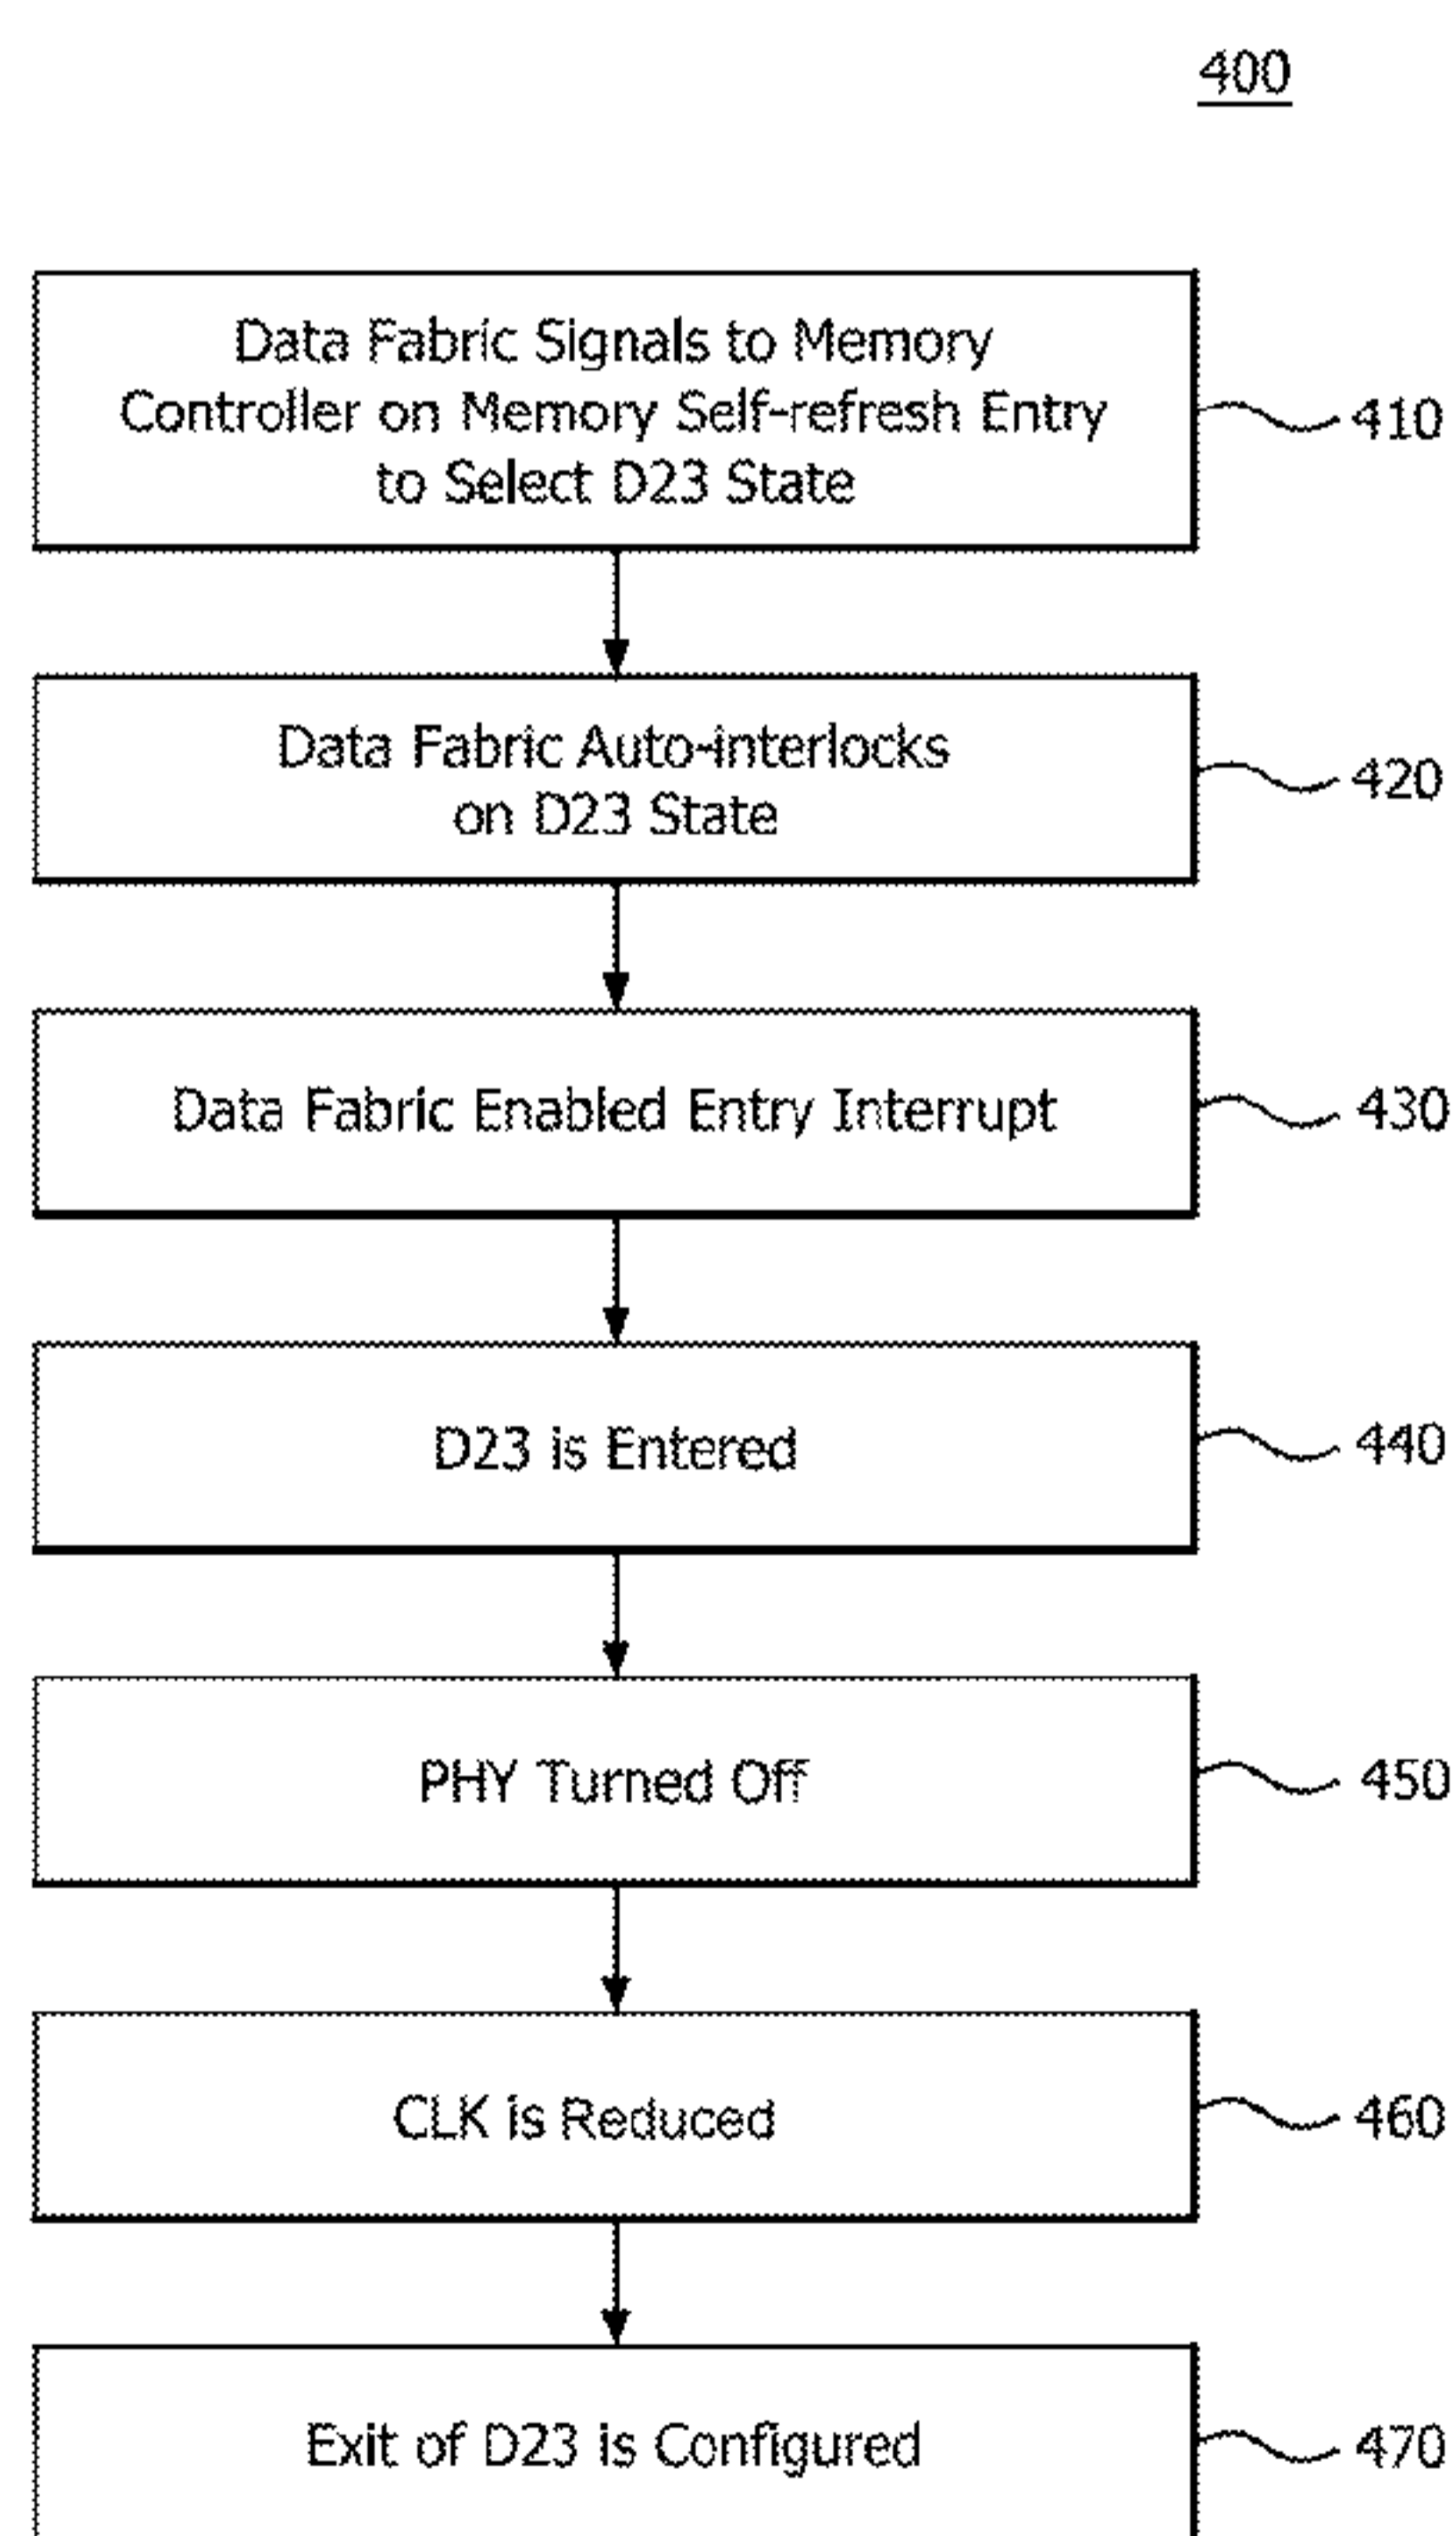 400
Data Fabric Signals to Memory
Controller on Memory Self-refresh Entry
to Select D23 State
410
Data Fabric Auto-interlocks
on D23 State
420
Data Fabric Enabled Entry Interrupt
430
D23 is Entered
440
PHY Turned Off
450
CLK is Reduced
460
Exit of D23 is Configured
470